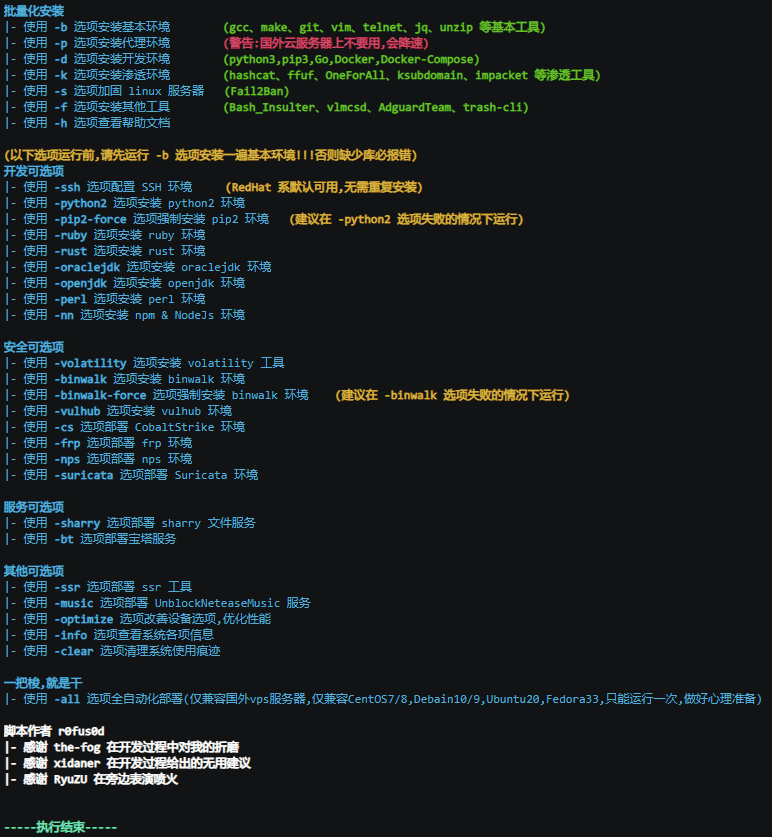 批量化安装
|- 使用 -b 选项安装基本环境 (gcc、make、git、vim、telnet、jq、unzip 等基本工具)
|- 使用 -p 选项安装代理环境 (警告:国外云服务器上不要用,会降速)
|- 使用 -d 选项安装开发环境 (python3,pip3,Go,Docker,Docker-Compose)
|- 使用 -k 选项安装渗透环境 (hashcat、ffuf、OneForAll、ksubdomain、impacket 等渗透工具)
|- 使用 -s 选项加固 linux 服务器 (Fail2Ban)
|- 使用 -f 选项安装其他工具 (Bash_Insulter、vlmcsd、AdguardTeam、trash-cli)
|- 使用 -h 选项查看帮助文档
(以下选项运行前,请先运行 -b 选项安装一遍基本环境!!!否则缺少库必报错)
开发可选项
|- 使用 -ssh 选项配置 SSH 环境 (RedHat 系默认可用,无需重复安装)
|- 使用 -python2 选项安装 python2 环境
|- 使用 -pip2-force 选项强制安装 pip2 环境 (建议在 -python2 选项失败的情况下运行)
|- 使用 -ruby 选项安装 ruby 环境
|- 使用 -rust 选项安装 rust 环境
|- 使用 -oraclejdk 选项安装 oraclejdk 环境
|- 使用 -openjdk 选项安装 openjdk 环境
|- 使用 -perl 选项安装 perl 环境
|- 使用 -nn 选项安装 npm & NodeJs 环境
安全可选项
|- 使用 -volatility 选项安装 volatility 工具
|- 使用 -binwalk 选项安装 binwalk 环境
|- 使用 -binwalk-force 选项强制安装 binwalk 环境 (建议在 -binwalk 选项失败的情况下运行)
|- 使用 -vulhub 选项安装 vulhub 环境
|- 使用 -cs 选项部署 CobaltStrike 环境
|- 使用 -frp 选项部署 frp 环境
|- 使用 -nps 选项部署 nps 环境
|- 使用 -suricata 选项部署 Suricata 环境
服务可选项
|- 使用 -sharry 选项部署 sharry 文件服务
|- 使用 -bt 选项部署宝塔服务
其他可选项
|- 使用 -ssr 选项部署 ssr 工具
|- 使用 -music 选项部署 UnblockNeteaseMusic 服务
|- 使用 -optimize 选项改善设备选项,优化性能
|- 使用 -info 选项查看系统各项信息
|- 使用 -clear 选项清理系统使用痕迹
一把梭,就是干
|- 使用 -all 选项全自动化部署(仅兼容国外vps服务器,仅兼容CentOS7/8,Debain10/9,Ubuntu20,Fedora33,只能运行一次,做好心理准备)
脚本作者 r0fus0d
|- 感谢 the-fog 在开发过程中对我的折磨
|- 感谢 xidaner 在开发过程给出的无用建议
|- 感谢 RyuZU 在旁边表演喷火
-----执行结束-----